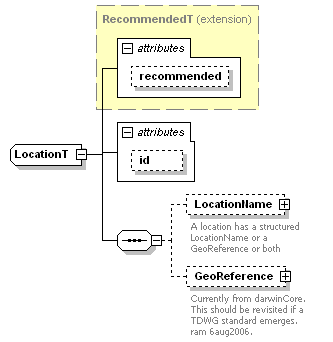 RecommendedT (extension)
attributes
recommended
LocationT
attributes
id
LocationName
A location has a structured
LocationName or a
GeoReference or both
GeoReference
Currently from darwinCore.
This should be revisited if a
TDWG standard emerges.
ram 6aug2006.